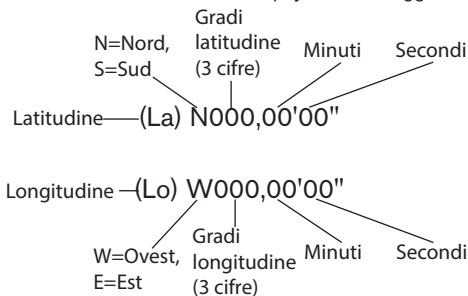 Gradi
N=Nord, latitudine Minuti Secondi
S=Sud (3 cifre)
Latitudine (La) N000,00'00"
Longitudine (Lo) W000,00'00"
Gradi
W=Ovest, longitudine Minuti Secondi
E=Est (3 cifre)